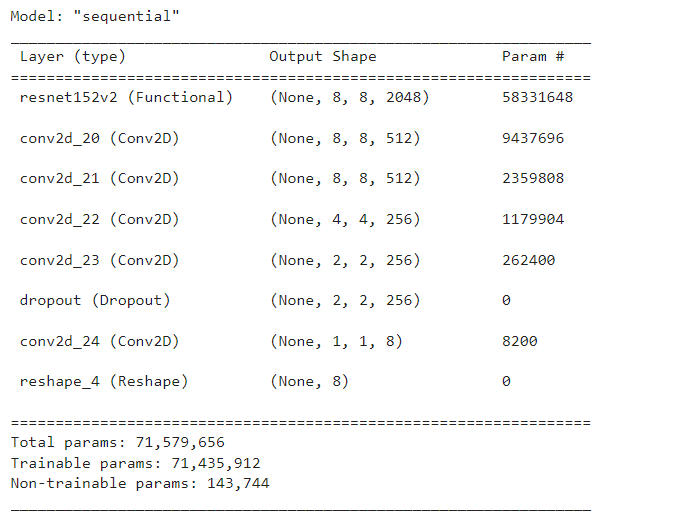 Model: "sequential"
_________________________________________________________________
Layer (type) Output Shape Param #
=================================================================
resnet152v2 (Functional) (None, 8, 8, 2048) 58331648
conv2d_20 (Conv2D) (None, 8, 8, 512) 9437696
conv2d_21 (Conv2D) (None, 8, 8, 512) 2359808
conv2d_22 (Conv2D) (None, 4, 4, 256) 1179904
conv2d_23 (Conv2D) (None, 2, 2, 256) 262400
dropout (Dropout) (None, 2, 2, 256) 0
conv2d_24 (Conv2D) (None, 1, 1, 8) 8200
reshape_4 (Reshape) (None, 8) 0
=================================================================
Total params: 71,579,656
Trainable params: 71,435,912
Non-trainable params: 143,744
_________________________________________________________________